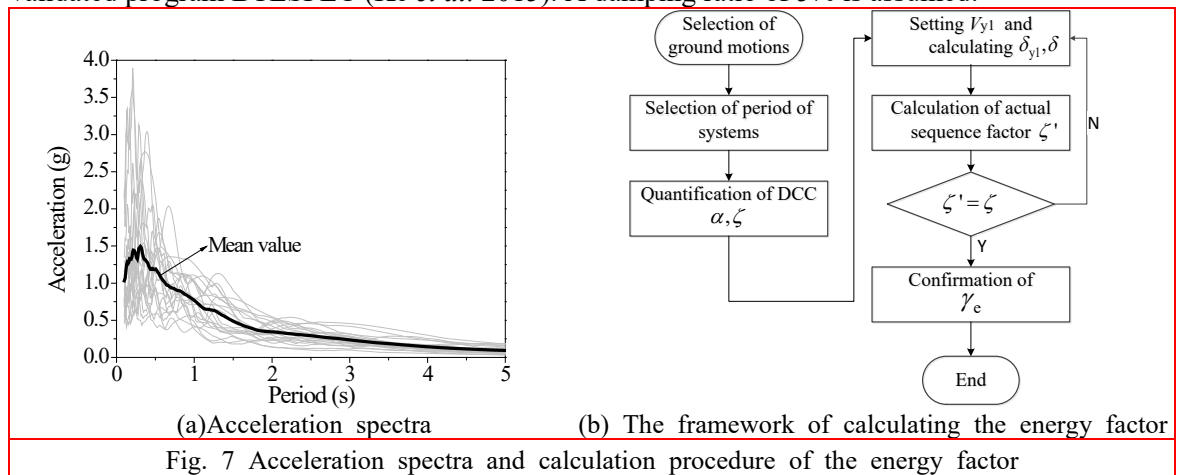 validated program BTESPEC (Ke et al. 2015). A damping ratio of 5% is assumed.
4.0
3.5
3.0
2.5
2.0
1.5
1.0
0.5
0.0
Acceleration (g)
Mean value
0 1 2 3 4 5
Period (s)
(a)Acceleration spectra
Selection of
ground motions
Selection of period of
systems
Quantification of DCC
α,ζ
Setting Vy1 and
calculating δy1,δ
Calculation of actual
sequence factor ζ'
N
ζ'=ζ
Y
Confirmation of
γe
End
(b) The framework of calculating the energy factor
Fig. 7 Acceleration spectra and calculation procedure of the energy factor